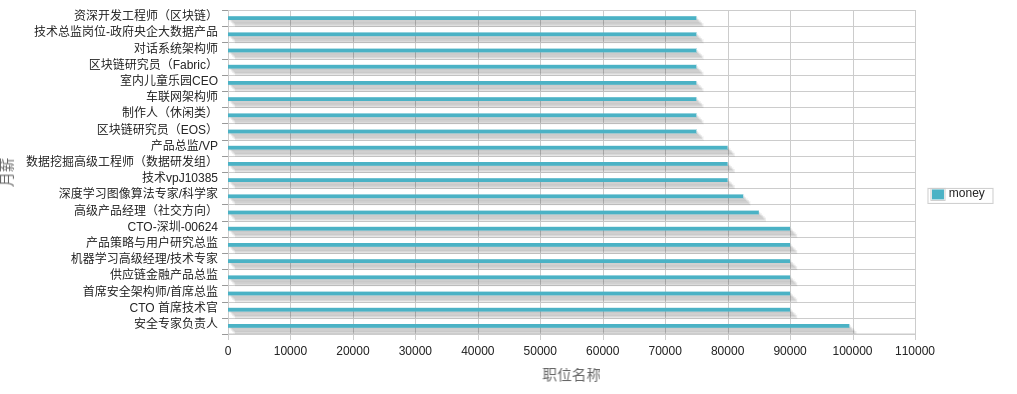 资深开发工程师（区块链）
技术总监岗位-政府央企大数据产品
对话系统架构师
区块链研究员（Fabric）
室内儿童乐园CEO
车联网架构师
制作人（休闲类）
区块链研究员（EOS）
产品总监/VP
数据挖掘高级工程师（数据研发组）
技术vpJ10385
深度学习图像算法专家/科学家
高级产品经理（社交方向）
CTO-深圳-00624
产品策略与用户研究总监
机器学习高级经理/技术专家
供应链金融产品总监
首席安全架构师/首席总监
CTO 首席技术官
安全专家负责人
月薪
money
0 10000 20000 30000 40000 50000 60000 70000 80000 90000 100000 110000
职位名称